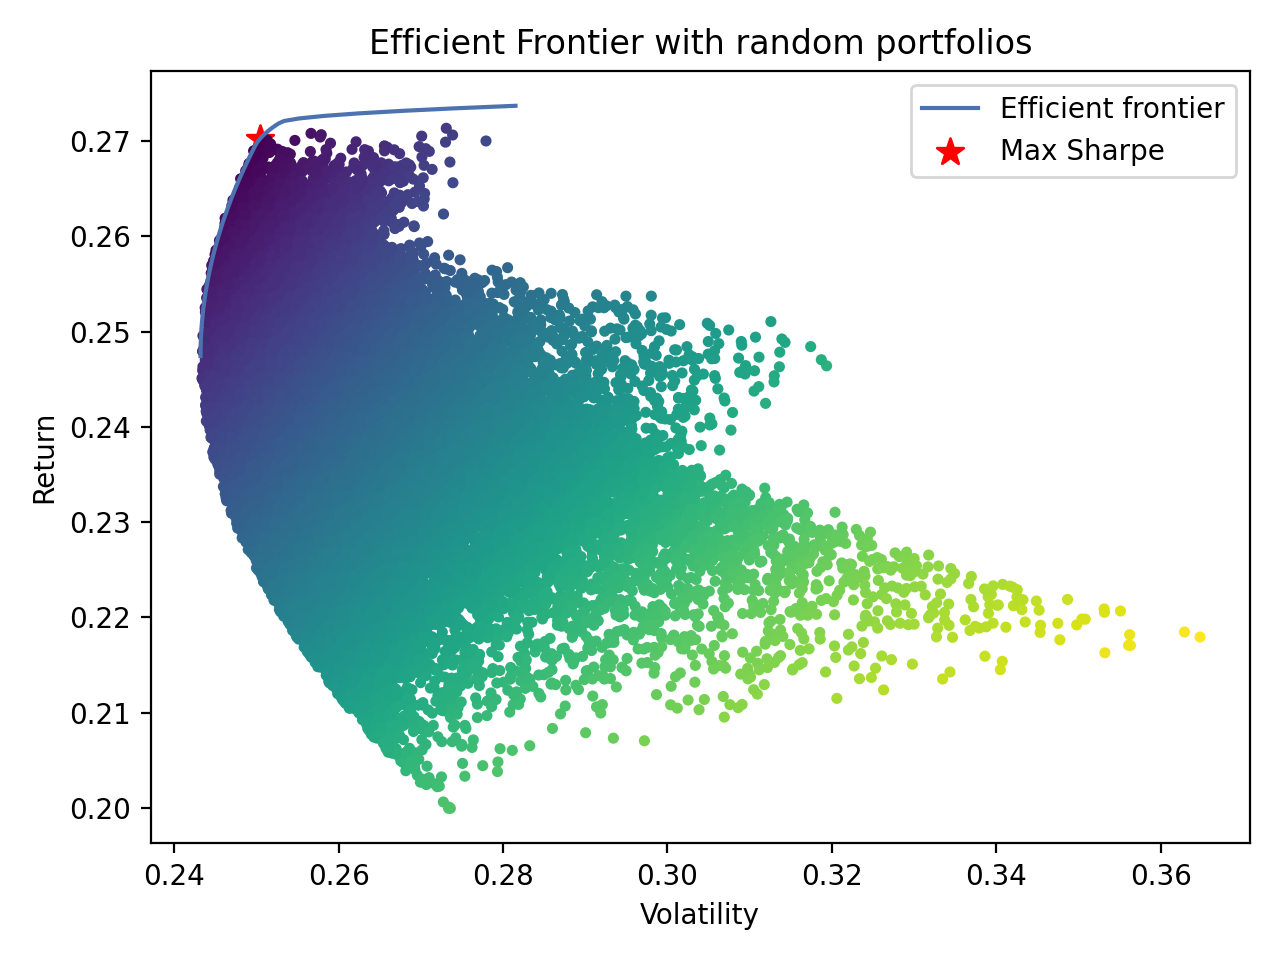 Efficient Frontier with random portfolios
Efficient frontier
Max Sharpe
Return
0.27
0.26
0.25
0.24
0.23
0.22
0.21
0.20
0.24 0.26 0.28 0.30 0.32 0.34 0.36
Volatility